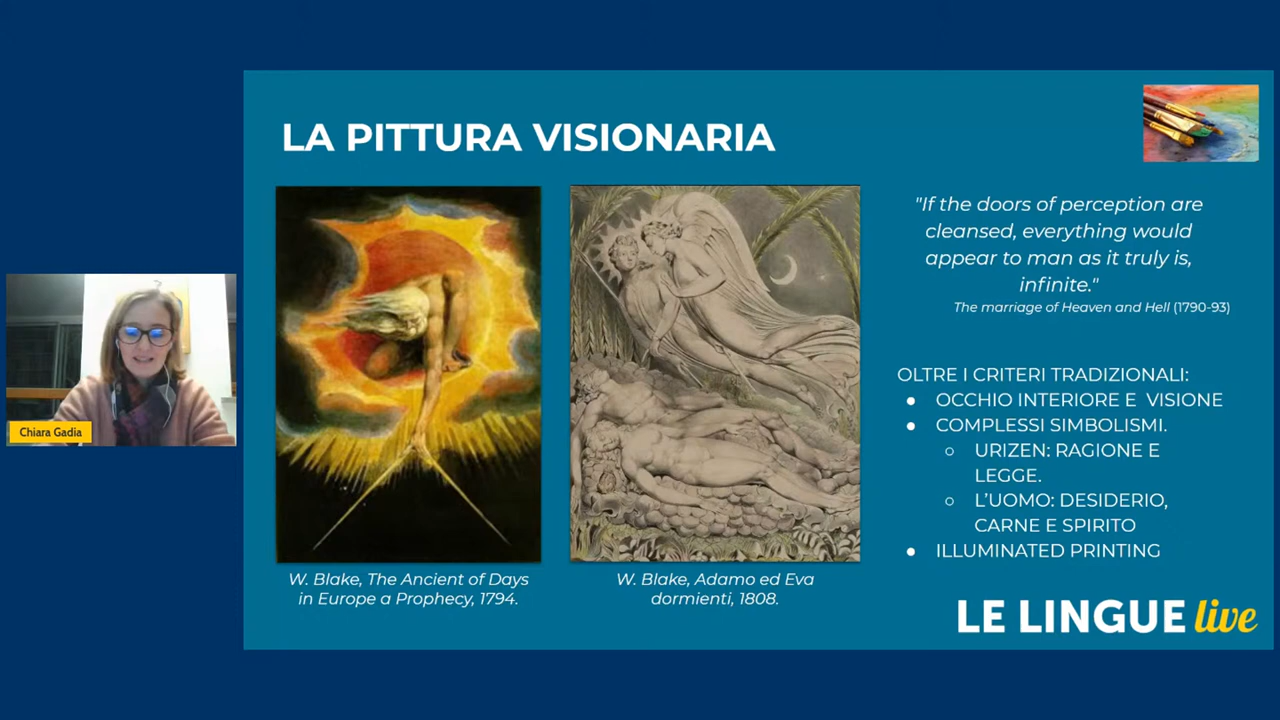 LA PITTURA VISIONARIA
"If the doors of perception are
cleansed, everything would
appear to man as it truly is,
infinite."
The marriage of Heaven and Hell (1790-93)
OLTRE I CRITERI TRADIZIONALI:
● OCCHIO INTERIORE E VISIONE
● COMPLESSI SIMBOLISMI.
○ URIZEN: RAGIONE E
LEGGE.
○ L'UOMO: DESIDERIO,
CARNE E SPIRITO
● ILLUMINATED PRINTING
W. Blake, The Ancient of Days
in Europe a Prophecy, 1794.
W. Blake, Adamo ed Eva
dormienti, 1808.
LE LINGUE live
Chiara Gadia